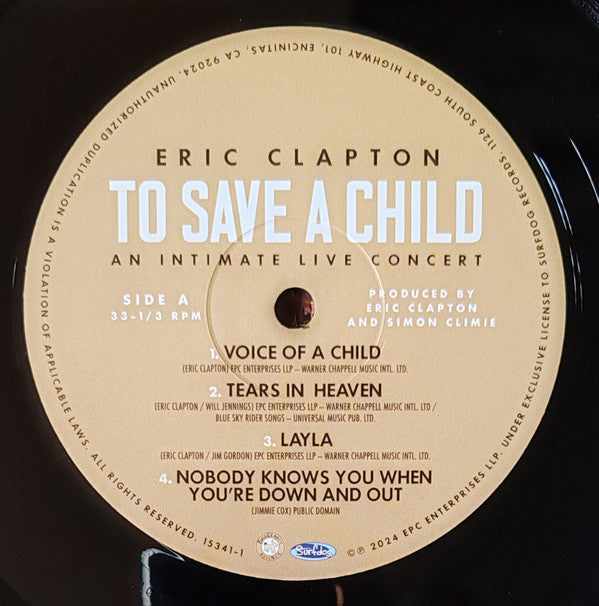 ERIC CLAPTON
TO SAVE A CHILD
AN INTIMATE LIVE CONCERT
SIDE A
33-1/3 RPM
PRODUCED BY
ERIC CLAPTON
AND SIMON CLIMIE
1. VOICE OF A CHILD
(ERIC CLAPTON) EPC ENTERPRISES LLP – WARNER CHAPPELL MUSIC INTL. LTD.
2. TEARS IN HEAVEN
(ERIC CLAPTON / WILL JENNINGS) EPC ENTERPRISES LLP – WARNER CHAPPELL MUSIC INTL. LTD /
BLUE SKY RIDER SONGS – UNIVERSAL MUSIC PUB. LTD.
3. LAYLA
(ERIC CLAPTON / JIM GORDON) EPC ENTERPRISES LLP – WARNER CHAPPELL MUSIC INTL. LTD.
4. NOBODY KNOWS YOU WHEN
YOU'RE DOWN AND OUT
(JIMMIE COX) PUBLIC DOMAIN
Surfdog
©℗ 2024 EPC ENTERPRISES LLP. UNDER EXCLUSIVE LICENSE TO SURFDOG RECORDS. 1126 SOUTH COAST HIGHWAY 101, ENCINITAS, CA, 92024. UNAUTHORIZED DUPLICATION IS A VIOLATION OF APPLICABLE LAWS. ALL RIGHTS RESERVED. 15341-1